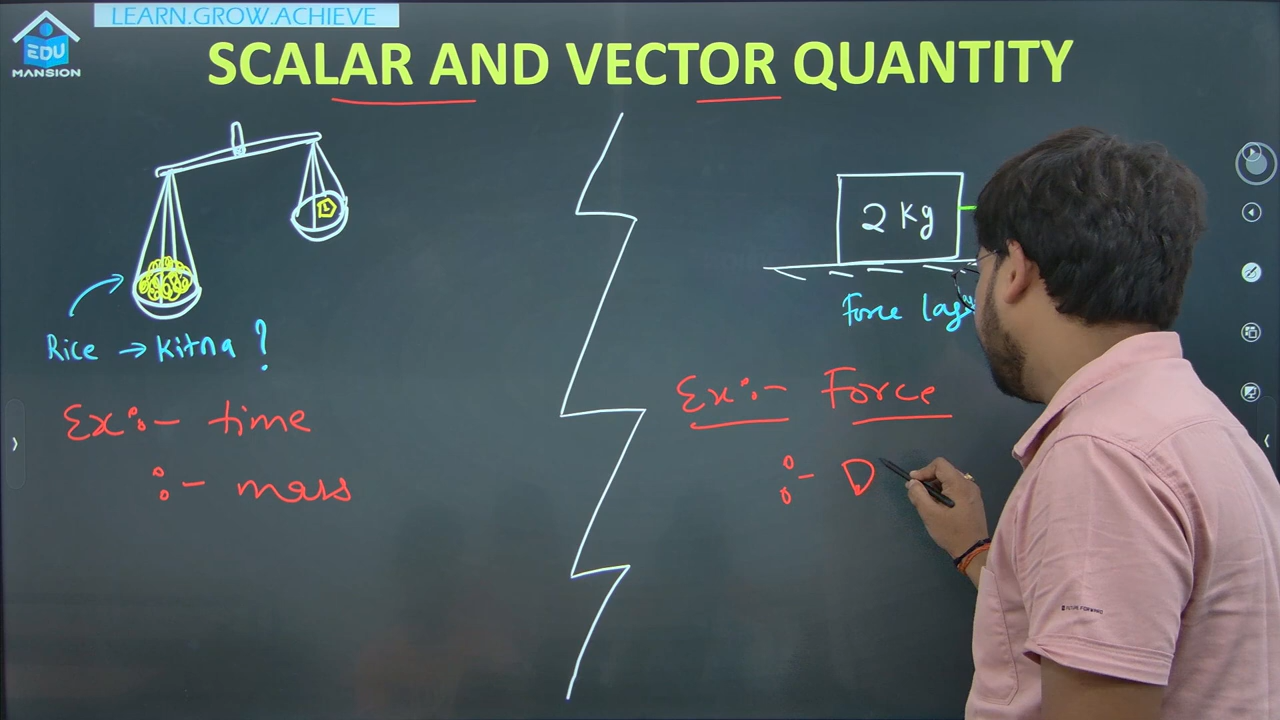 LEARN.GROW.ACHIEVE
EDU
MANSION
SCALAR AND VECTOR QUANTITY
Rice → Kitna ?
Ex:- time
:- mass
2 Kg
Force
Ex:- Force
:- D